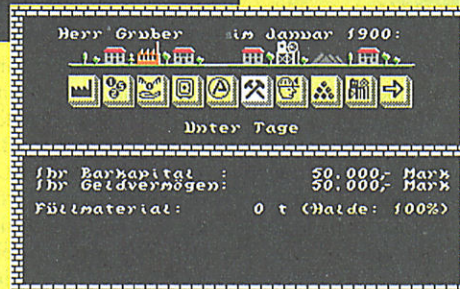 Herr Gruber im Januar 1900:
Unter Tage
Ihr Barkapital : 50.000,- Mark
Ihr Geldvermögen: 50.000,- Mark
Füllmaterial: 0 t (Halde: 100%)